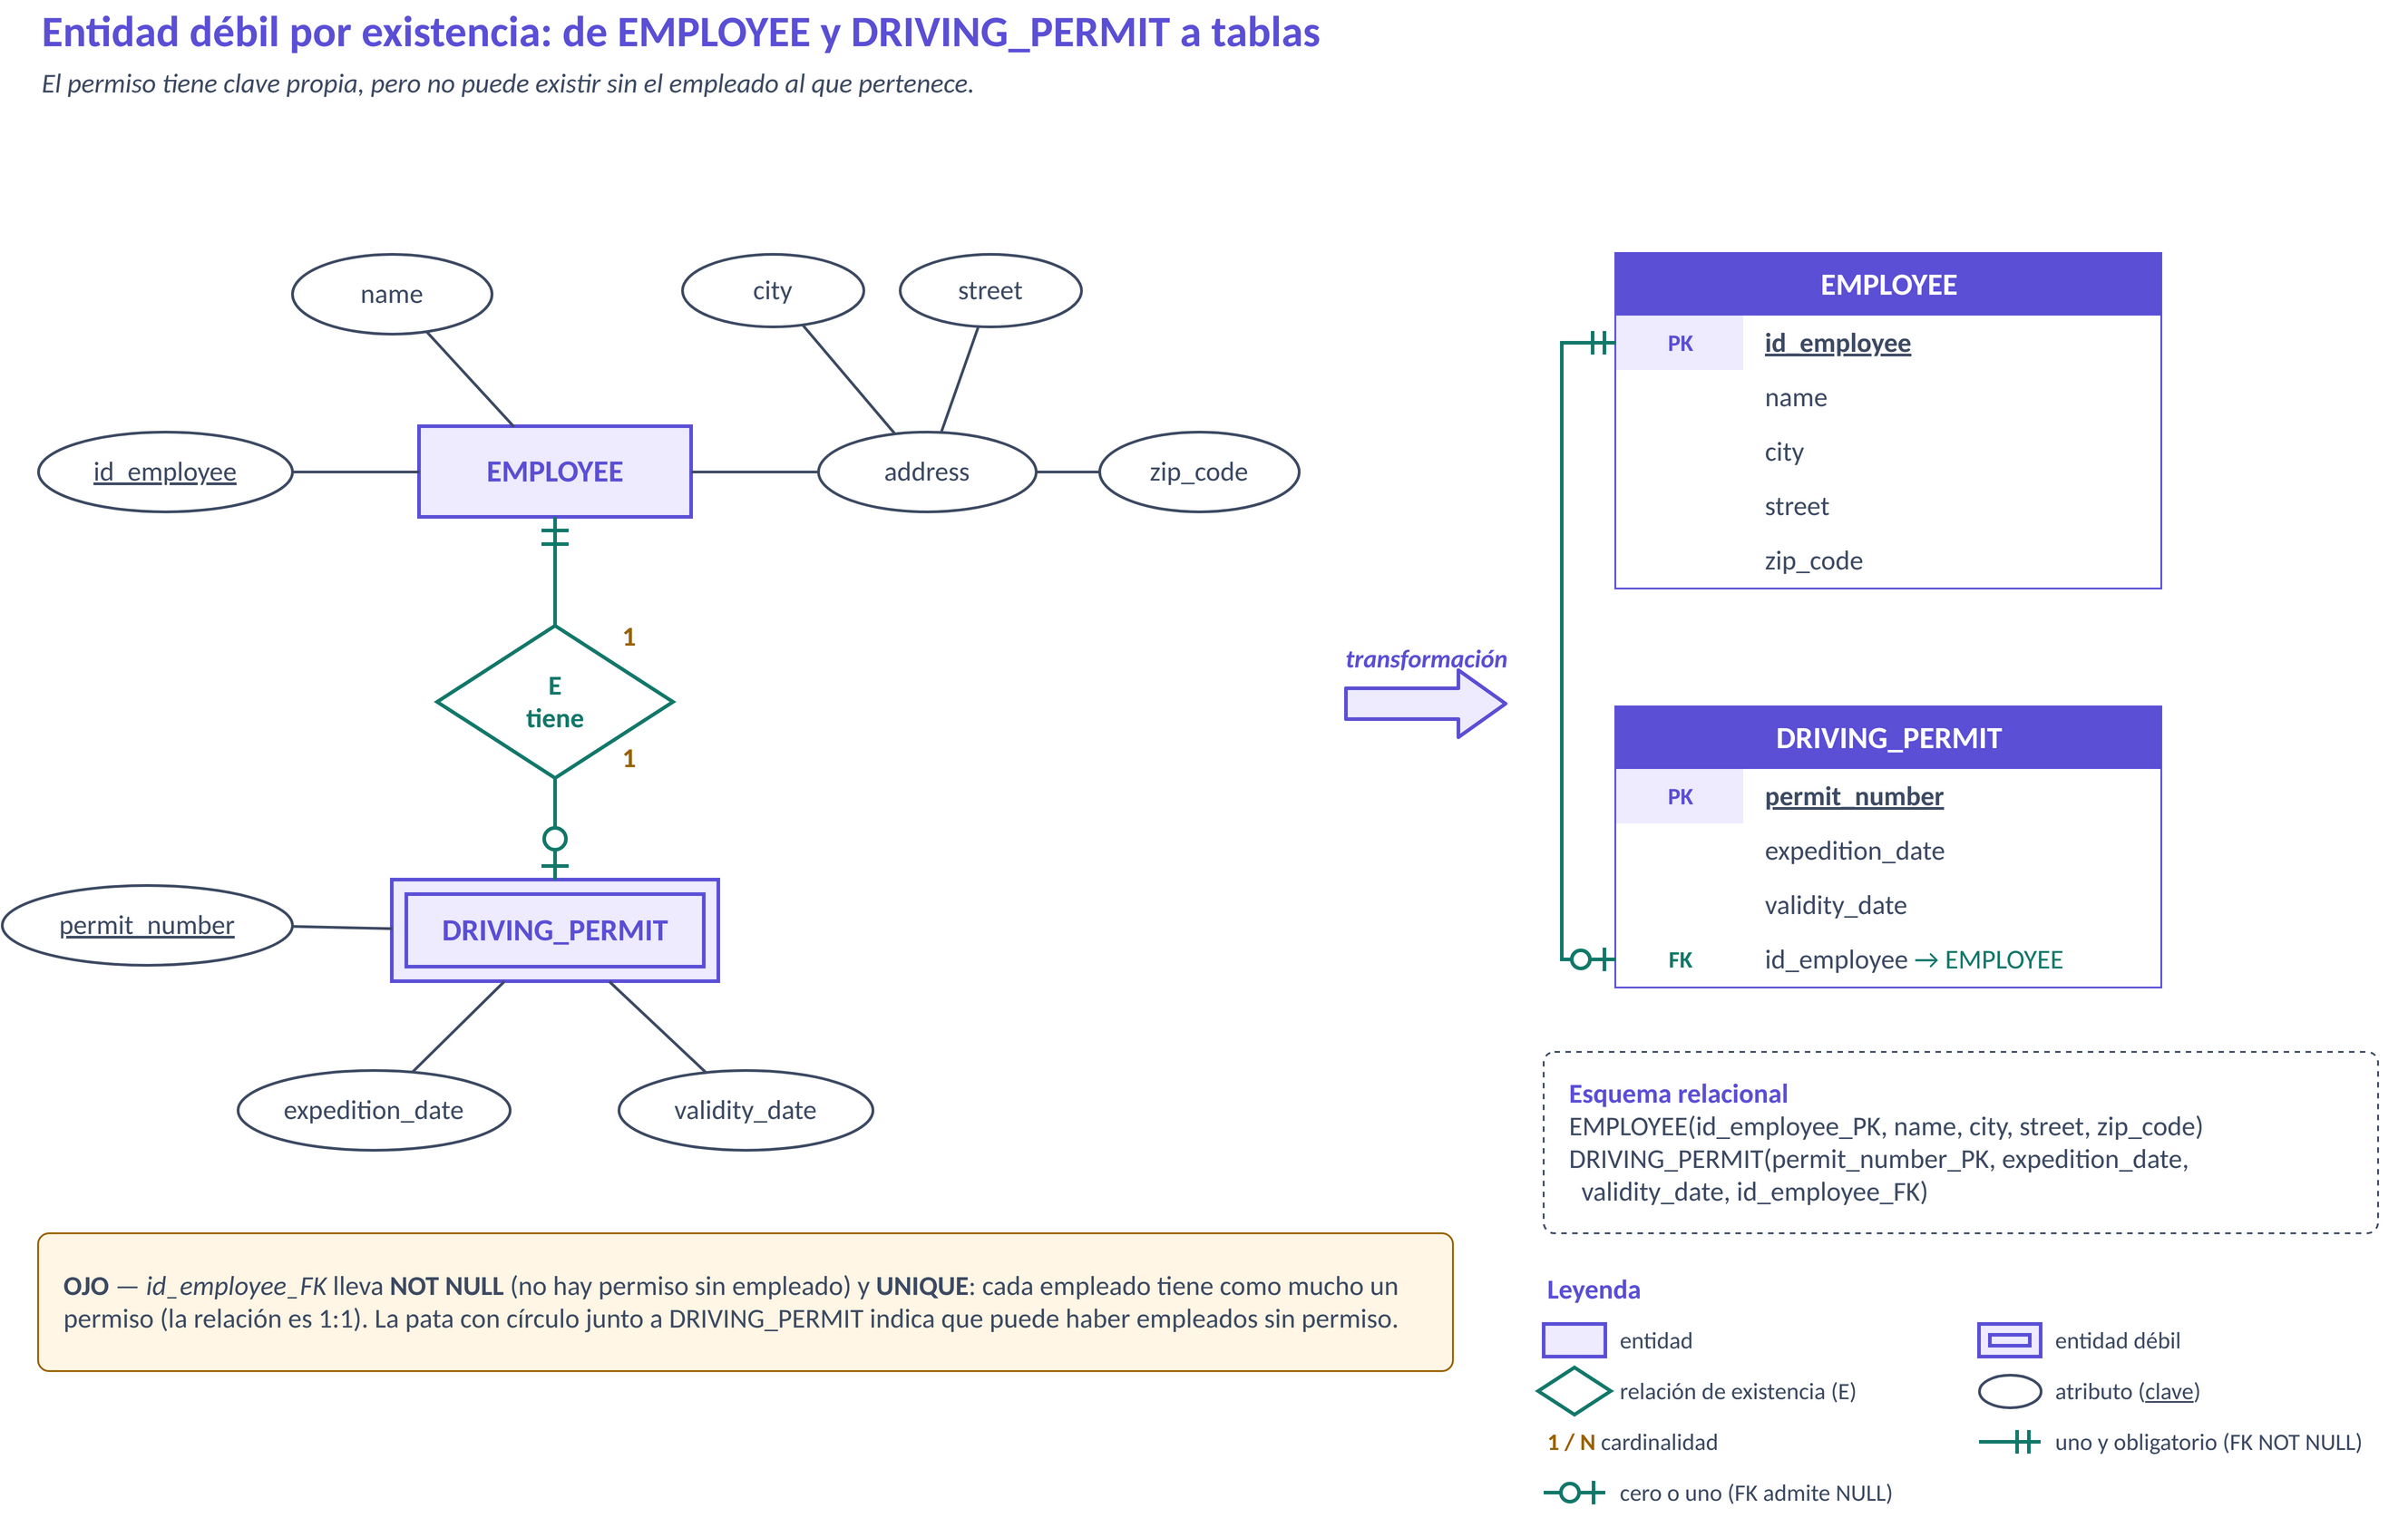 Entidad débil por existencia: de EMPLOYEE y DRIVING_PERMIT a tablas
El permiso tiene clave propia, pero no puede existir sin el empleado al que pertenece.
name
city
street
id_employee
EMPLOYEE
address
zip_code
1
E
tiene
1
permit_number
DRIVING_PERMIT
expedition_date
validity_date
transformación
EMPLOYEE
PK id_employee
name
city
street
zip_code
DRIVING_PERMIT
PK permit_number
expedition_date
validity_date
FK id_employee → EMPLOYEE
Esquema relacional
EMPLOYEE(id_employee_PK, name, city, street, zip_code)
DRIVING_PERMIT(permit_number_PK, expedition_date,
validity_date, id_employee_FK)
OJO — id_employee_FK lleva NOT NULL (no hay permiso sin empleado) y UNIQUE: cada empleado tiene como mucho un
permiso (la relación es 1:1). La pata con círculo junto a DRIVING_PERMIT indica que puede haber empleados sin permiso.
Leyenda
entidad
entidad débil
relación de existencia (E)
atributo (clave)
1 / N cardinalidad
uno y obligatorio (FK NOT NULL)
cero o uno (FK admite NULL)